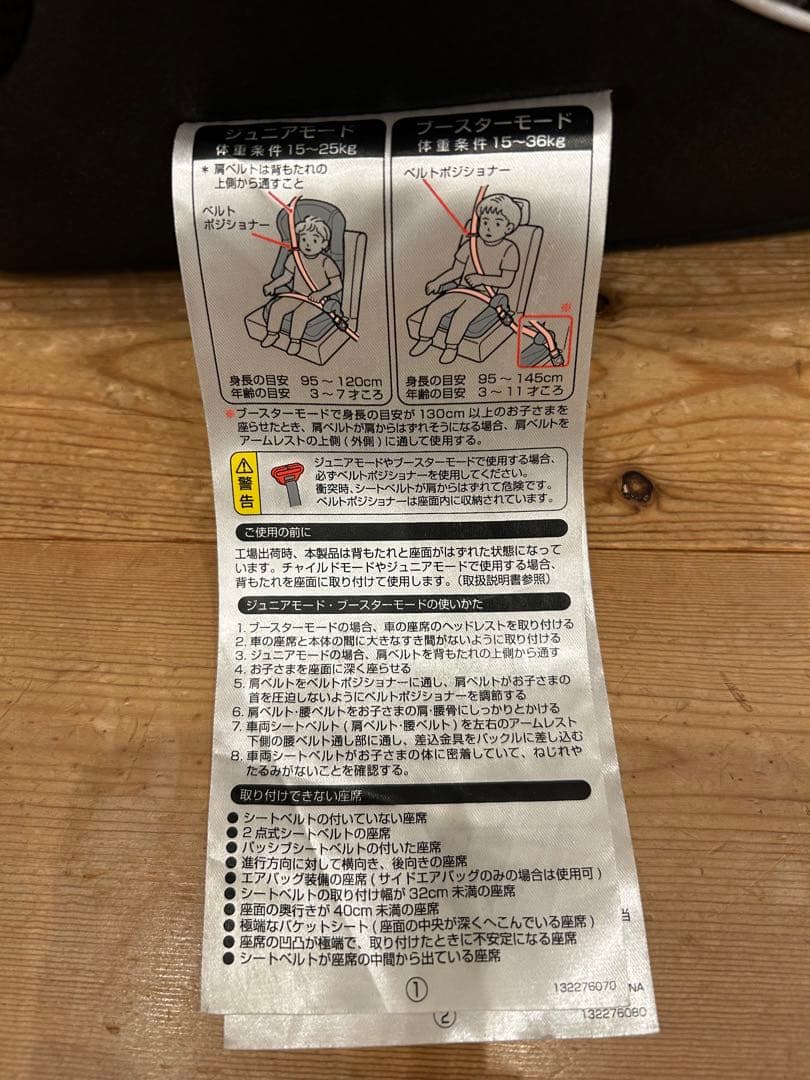 ジュニアモード
体重条件 15～25kg
＊肩ベルトは背もたれの
上側から通すこと
ベルト
ポジショナー
身長の目安 95～120cm
年齢の目安 3～7才ころ
ブースターモード
体重条件 15～36kg
ベルトポジショナー
※
身長の目安 95～145cm
年齢の目安 3～11才ころ
※ブースターモードで身長の目安が130cm以上のお子さまを
座らせたとき、肩ベルトが肩からはずれそうになる場合、肩ベルトを
アームレストの上側(外側)に通して使用する。
警告
ジュニアモードやブースターモードで使用する場合、
必ずベルトポジショナーを使用してください。
衝突時、シートベルトが肩からはずれて危険です。
ベルトポジショナーは座面内に収納されています。
ご使用の前に
工場出荷時、本製品は背もたれと座面がはずれた状態になって
います。チャイルドモードやジュニアモードで使用する場合、
背もたれを座面に取り付けて使用します。(取扱説明書参照)
ジュニアモード・ブースターモードの使いかた
1. ブースターモードの場合、車の座席のヘッドレストを取り付ける
2. 車の座席と本体の間に大きなすき間がないように取り付ける
3. ジュニアモードの場合、肩ベルトを背もたれの上側から通す
4. お子さまを座面に深く座らせる
5. 肩ベルトをベルトポジショナーに通し、肩ベルトがお子さまの
首を圧迫しないようにベルトポジショナーを調節する
6. 肩ベルト・腰ベルトをお子さまの肩・腰骨にしっかりとかける
7. 車両シートベルト(肩ベルト・腰ベルト)を左右のアームレスト
下側の腰ベルト通し部に通し、差込金具をバックルに差し込む
8. 車両シートベルトがお子さまの体に密着していて、ねじれや
たるみがないことを確認する。
取り付けできない座席
●シートベルトの付いていない座席
●2点式シートベルトの座席
●パッシブシートベルトの付いた座席
●進行方向に対して横向き、後向きの座席
●エアバッグ装備の座席(サイドエアバッグのみの場合は使用可)
●シートベルトの取り付け幅が32cm未満の座席
●座面の奥行きが40cm未満の座席
●極端なバケットシート(座面の中央が深くへこんでいる座席)
●座席の凹凸が極端で、取り付けたときに不安定になる座席
●シートベルトが座席の中間から出ている座席
①
132276070
NA
②
132276080